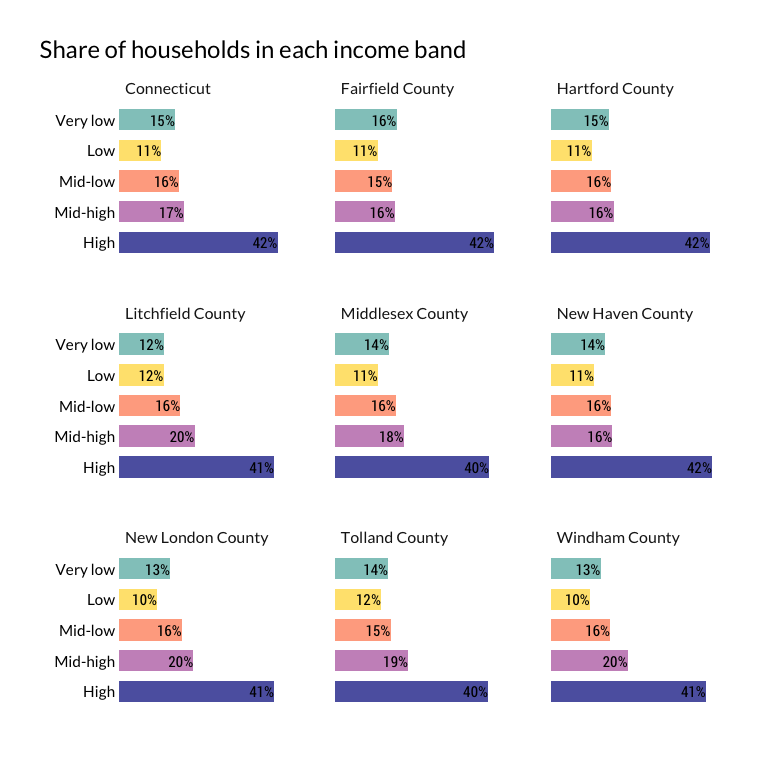 Share of households in each income band
Connecticut Fairfield County Hartford County
Very low 15% 16% 15%
Low 11% 11% 11%
Mid-low 16% 15% 16%
Mid-high 17% 16% 16%
High 42% 42% 42%
Litchfield County Middlesex County New Haven County
Very low 12% 14% 14%
Low 12% 11% 11%
Mid-low 16% 16% 16%
Mid-high 20% 18% 16%
High 41% 40% 42%
New London County Tolland County Windham County
Very low 13% 14% 13%
Low 10% 12% 10%
Mid-low 16% 15% 16%
Mid-high 20% 19% 20%
High 41% 40% 41%